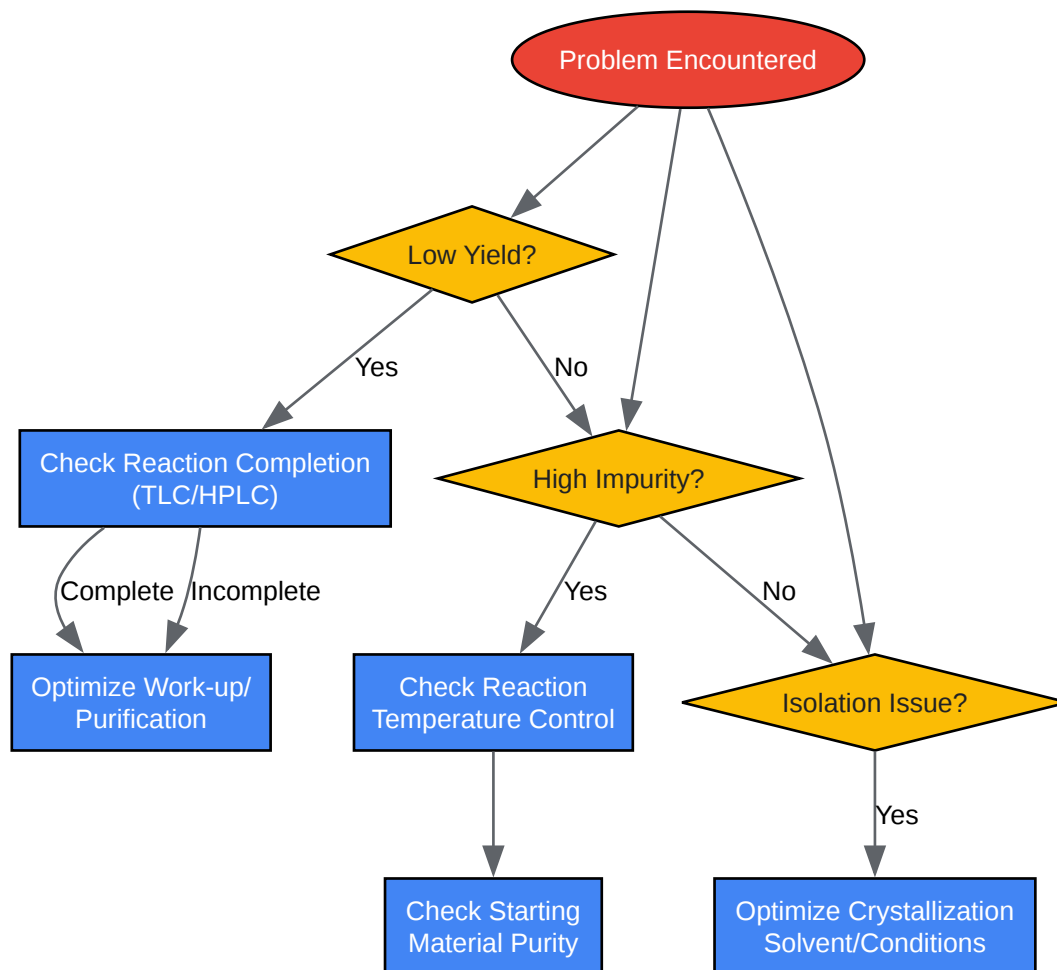 Problem Encountered
Low Yield?
Yes
No
Check Reaction Completion
(TLC/HPLC)
High Impurity?
Complete
Incomplete
Yes
No
Optimize Work-up/
Purification
Check Reaction
Temperature Control
Isolation Issue?
Yes
Check Starting
Material Purity
Optimize Crystallization
Solvent/Conditions